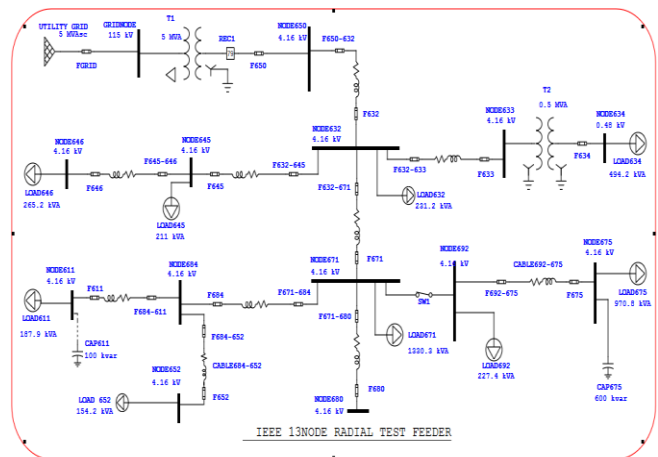 UTILITY GRID
5 MVAsc
FGRID
GRIDNODE
115 kV
T1
5 MVA
REC1
79
F650
NODE650
4.16 kV
F650-632
F632
NODE632
4.16 kV
NODE646
4.16 kV
F646
F645-646
NODE645
4.16 kV
F645
F632-645
LOAD646
265.2 kVA
LOAD645
211 kVA
F632-671
LOAD632
231.2 kVA
F632-633
F633
NODE633
4.16 kV
T2
0.5 MVA
F634
NODE634
0.48 kV
LOAD634
494.2 kVA
F671
NODE671
4.16 kV
NODE611
4.16 kV
F611
F684-611
NODE684
4.16 kV
F684
F671-684
LOAD611
187.9 kVA
CAP611
100 kvar
F684-652
CABLE684-652
F652
NODE652
4.16 kV
LOAD 652
154.2 kVA
F671-680
LOAD671
1330.3 kVA
F680
NODE680
4.16 kV
SW1
NODE692
4.16 kV
LOAD692
227.4 kVA
CABLE692-675
F692-675
F675
NODE675
4.16 kV
LOAD675
970.8 kVA
CAP675
600 kvar
IEEE 13NODE RADIAL TEST FEEDER